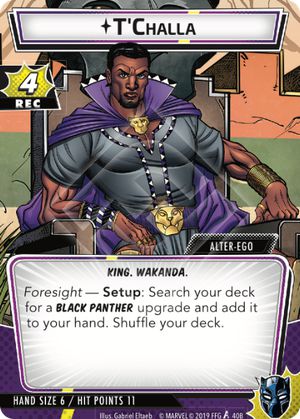 T'CHALLA
4
REC
ALTER-EGO
KING. WAKANDA.
Foresight — Setup: Search your deck
for a BLACK PANTHER upgrade and add it
to your hand. Shuffle your deck.
HAND SIZE 6 / HIT POINTS 11
Illus. Gabriel Eltaeb © MARVEL © 2019 FFG A 40B